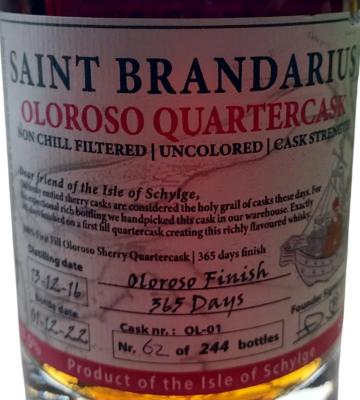 SAINT BRANDARIUS
OLOROSO QUARTERCASK
NON CHILL FILTERED | UNCOLORED | CASK STRENGTH
Dear friend of the Isle of Schylge,
emptied sherry casks are considered the holy grail of casks these days. For
exceptional rich bottling we handpicked this cask in our warehouse. Exactly
finished on a first fill quartercask creating this richly flavoured whisky.
First Fill Oloroso Sherry Quartercask | 365 days finish
Distilling date
13-12-16
Oloroso Finish
365 Days
Bottle date
01-12-22
Founder
Cask nr.: OL-01
Nr. 62 of 244 bottles
Product of the Isle of Schylge